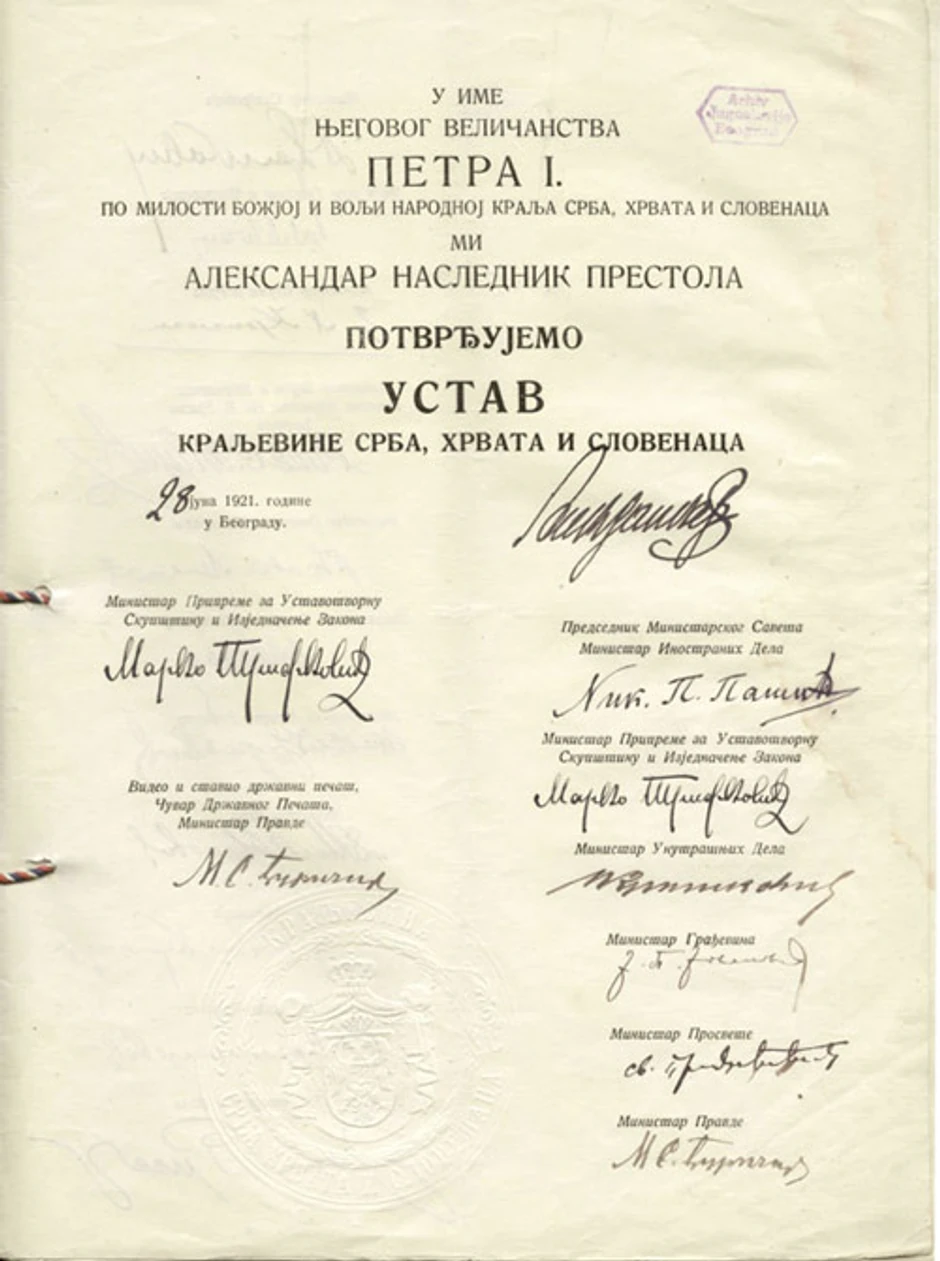 У ИМЕ
ЊЕГОВОГ ВЕЛИЧАНСТВА
ПЕТРА I.
ПО МИЛОСТИ БОЖЈОЈ И ВОЉИ НАРОДНОЈ КРАЉА СРБА, ХРВАТА И СЛОВЕНАЦА
МИ
АЛЕКСАНДАР НАСЛЕДНИК ПРЕСТОЛА
ПОТВРЂУЈЕМО
УСТАВ
КРАЉЕВИНЕ СРБА, ХРВАТА И СЛОВЕНАЦА
28 јуна 1921. године
у Београду.
Министар Припреме за Уставотворну
Скупштину и Изједначење Закона
Марко
Видео и ставио државни печат,
Чувар Државног Печата,
Министар Правде
М. С.
Председник Министарског Савета
Министар Иностраних Дела
Ник. П. Пашић
Министар Припреме за Уставотворну
Скупштину и Изједначење Закона
Марко
Министар Унутрашњих Дела
Министар Грађевина
Министар Просвете
Министар Правде
М. С.
Arhiv
Jugoslavije
Beograd